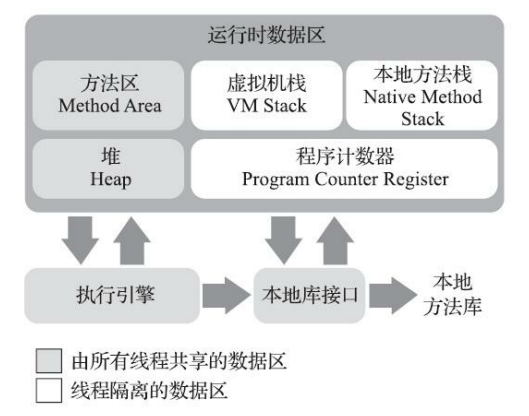 运行时数据区
方法区
Method Area
虚拟机栈
VM Stack
本地方法栈
Native Method
Stack
堆
Heap
程序计数器
Program Counter Register
执行引擎
本地库接口
本地
方法库
由所有线程共享的数据区
线程隔离的数据区